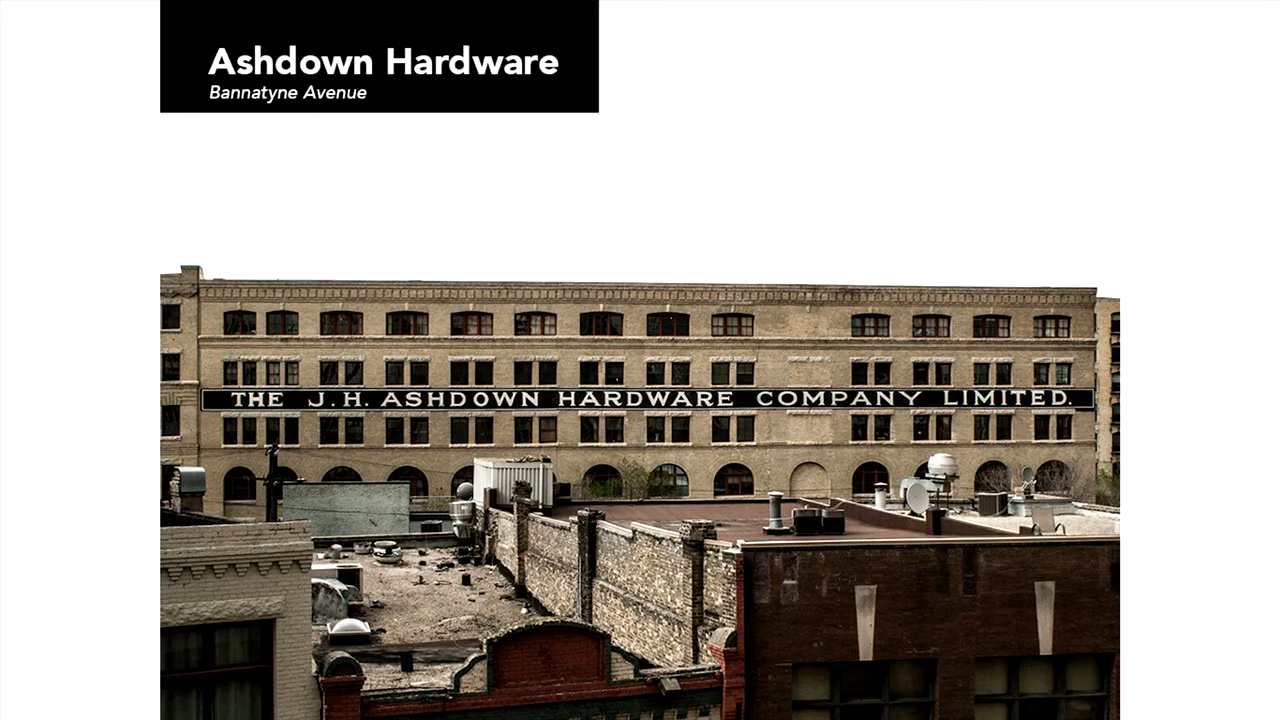 Ashdown Hardware
Bannatyne Avenue
THE J.H. ASHDOWN HARDWARE COMPANY LIMITED.